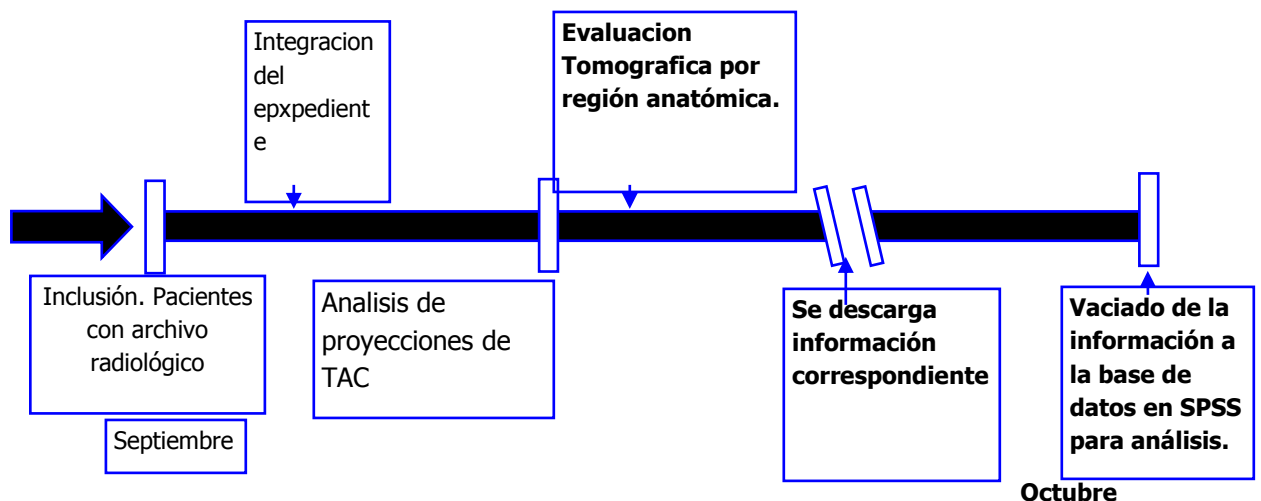 Integracion
del
epxpedient
e
Evaluacion
Tomografica por
región anatómica.
Inclusión. Pacientes
con archivo
radiológico
Septiembre
Analisis de
proyecciones de
TAC
Se descarga
información
correspondiente
Vaciado de la
información a
la base de
datos en SPSS
para análisis.
Octubre